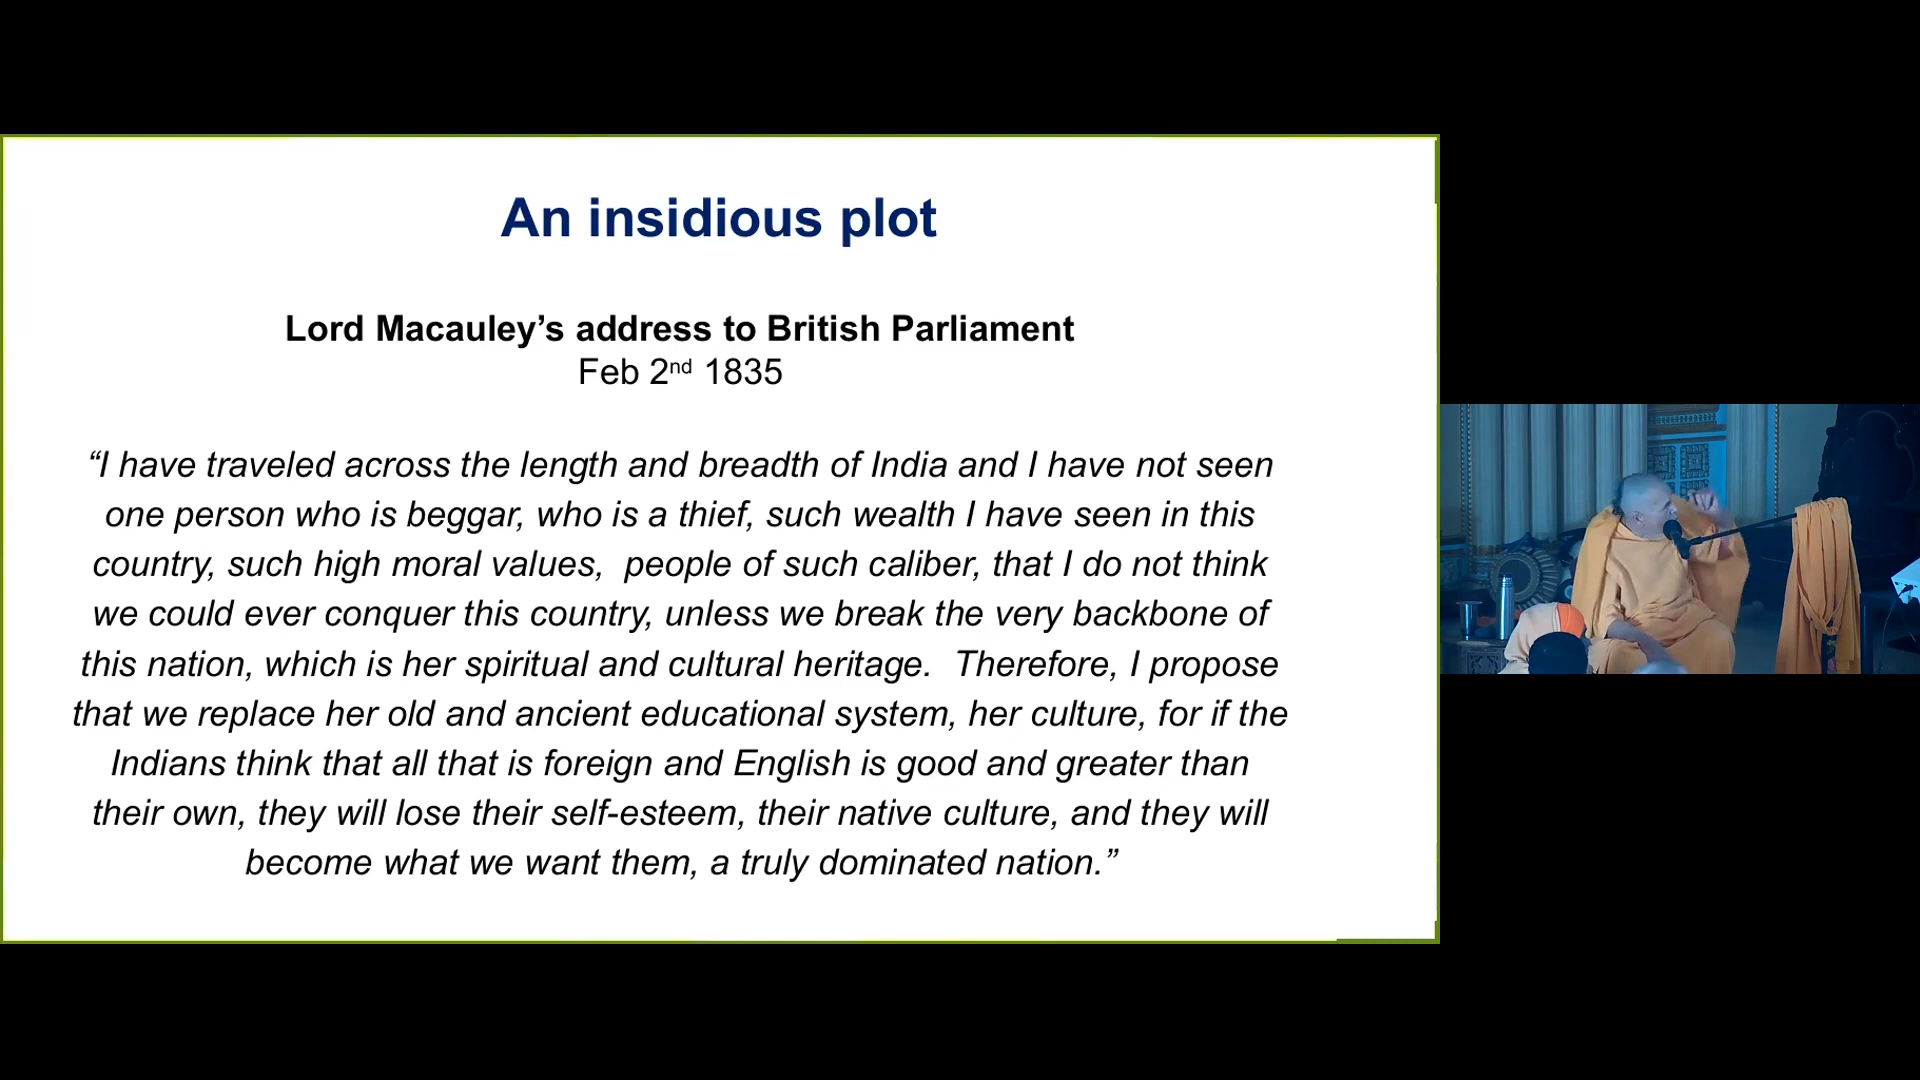 An insidious plot
Lord Macauley’s address to British Parliament
Feb 2nd 1835
“I have traveled across the length and breadth of India and I have not seen
one person who is beggar, who is a thief, such wealth I have seen in this
country, such high moral values,  people of such caliber, that I do not think
we could ever conquer this country, unless we break the very backbone of
this nation, which is her spiritual and cultural heritage.  Therefore, I propose
that we replace her old and ancient educational system, her culture, for if the
Indians think that all that is foreign and English is good and greater than
their own, they will lose their self-esteem, their native culture, and they will
become what we want them, a truly dominated nation.”